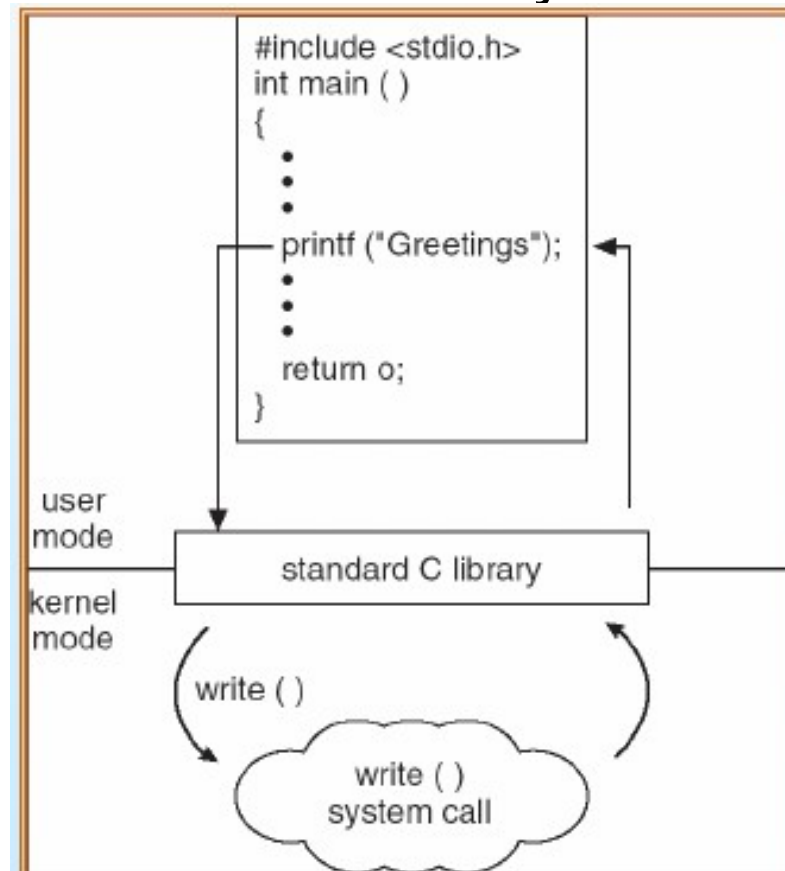 #include <stdio.h>
int main ( )
{
•
•
•
printf ("Greetings");
•
•
•
return o;
}
user
mode
standard C library
kernel
mode
write ( )
write ( )
system call